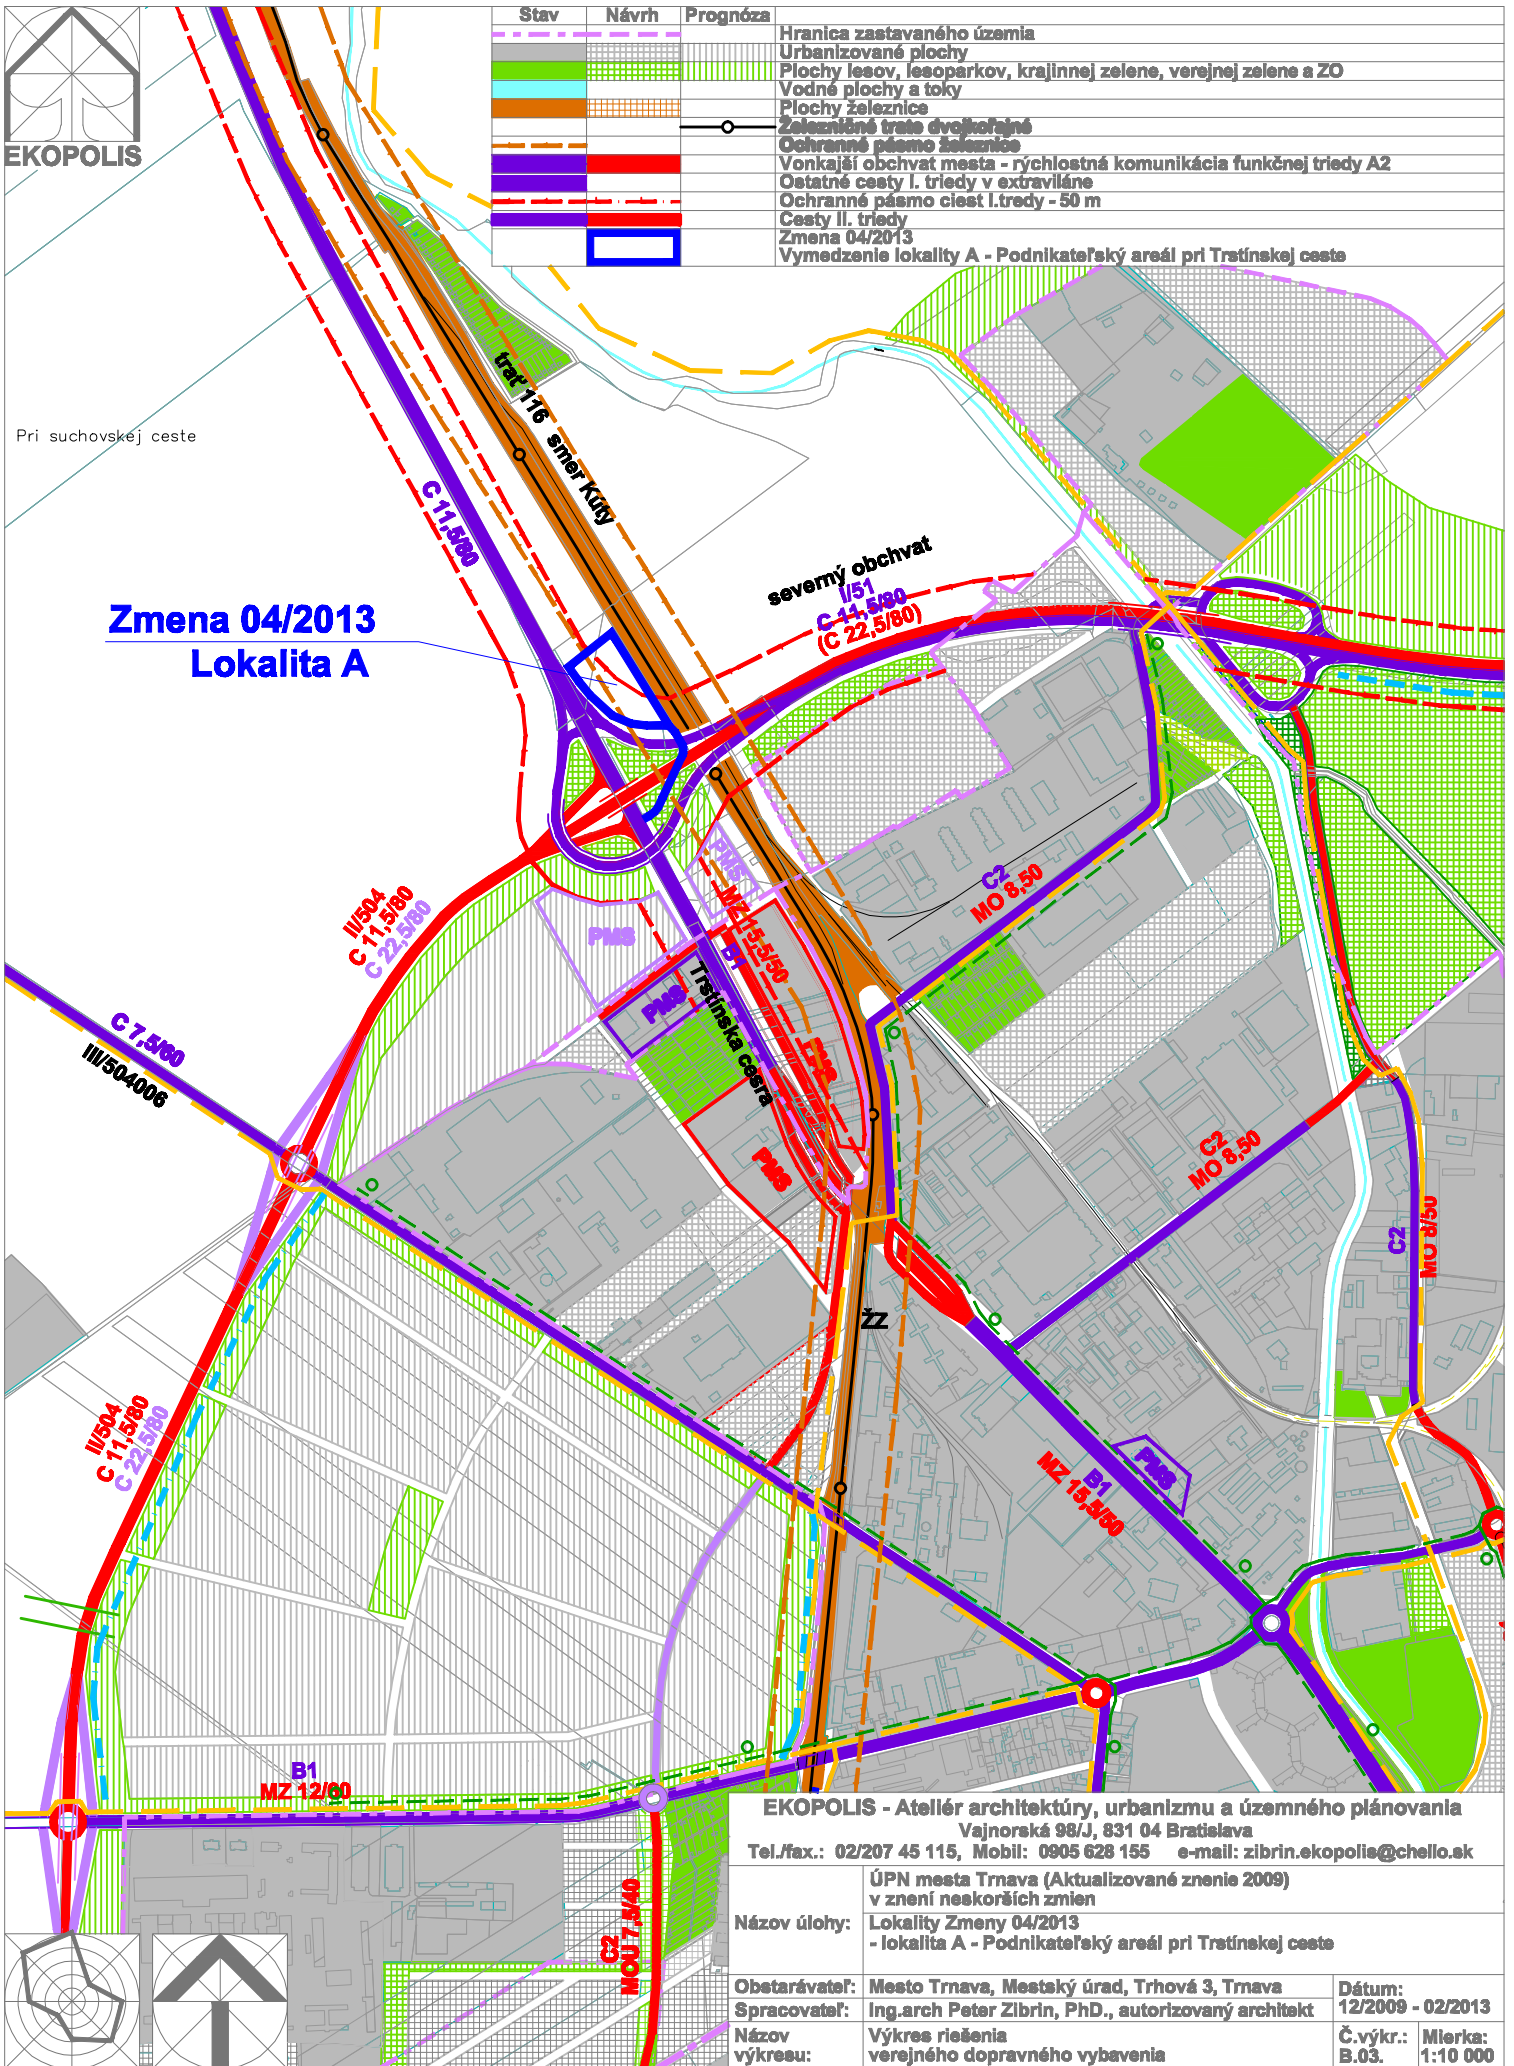 Stav Návrh Prognóza
Hranica zastavaného územia
Urbanizované plochy
Plochy lesov, lesoparkov, krajinnej zelene, verejnej zelene a ZO
Vodné plochy a toky
Plochy železnice
Železničné trate dvojkoľajné
Ochranné pásmo železnice
Vonkajší obchvat mesta - rýchlostná komunikácia funkčnej triedy A2
Ostatné cesty I. triedy v extraviláne
Ochranné pásmo ciest I.tredy - 50 m
Cesty II. triedy
Zmena 04/2013
Vymedzenie lokality A - Podnikateľský areál pri Trstínskej ceste
EKOPOLIS
trať 116 smer Kúty
Pri suchovskej ceste
C 11,5/80
severný obchvat
I/51
C 11,5/80
(C 22,5/80)
Zmena 04/2013
Lokalita A
PMS
MZ 15,5/50
B1
C2
MO 8,50
II/504
C 11,5/80
C 22,5/80
PMS
PMS
Trstínska cesra
C 7,5/60
III/504006
PMS
PMS
C2
MO 8,50
C2
MO 8/50
ŽZ
II/504
C 11,5/80
C 22,5/80
PMS
B1
MZ 15,5/50
B1
MZ 12/60
C2
MOU 7,5/40
EKOPOLIS - Ateliér architektúry, urbanizmu a územného plánovania
Vajnorská 98/J, 831 04 Bratislava
Tel./fax.: 02/207 45 115, Mobil: 0905 628 155 e-mail: zibrin.ekopolis@chello.sk
ÚPN mesta Trnava (Aktualizované znenie 2009)
v znení neskorších zmien
Názov úlohy: Lokality Zmeny 04/2013
- lokalita A - Podnikateľský areál pri Trstínskej ceste
Obstarávateľ: Mesto Trnava, Mestský úrad, Trhová 3, Trnava
Spracovateľ: Ing.arch Peter Zibrin, PhD., autorizovaný architekt
Dátum:
12/2009 - 02/2013
Názov
výkresu:
Výkres riešenia
verejného dopravného vybavenia
Č.výkr.:
B.03.
Mierka:
1:10 000